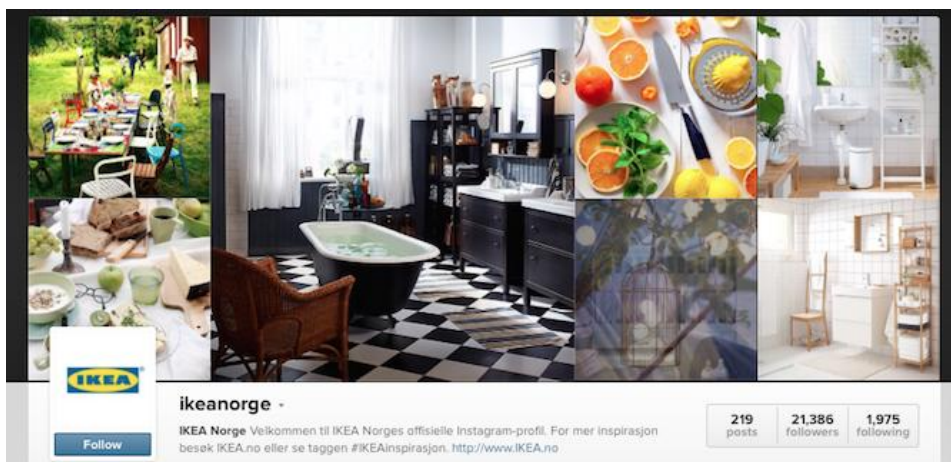 IKEA
Follow
ikeanorge
IKEA Norge Velkommen til IKEA Norges offisielle Instagram-profil. For mer inspirasjon
besøk IKEA.no eller se taggen #IKEAinspirasjon. http://www.IKEA.no
219 21,386 1,975
posts followers following